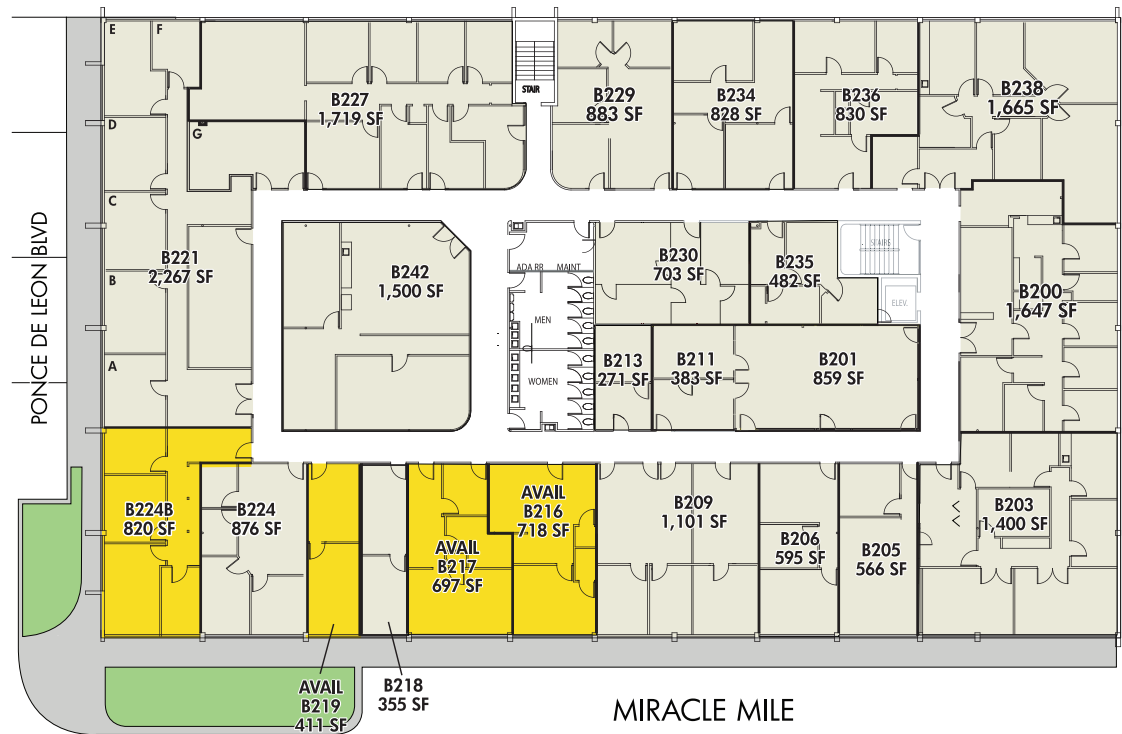 E
F
STAIR
B227
1,719 SF
B229
883 SF
B234
828 SF
B236
830 SF
B238
1,665 SF
D
G
C
B221
2,267 SF
B
A
B242
1,500 SF
ADA RR
MAINT
MEN
WOMEN
B230
703 SF
B235
482 SF
STAIRS
ELEV.
B200
1,647 SF
B213
271 SF
B211
383 SF
B201
859 SF
PONCE DE LEON BLVD
B224B
820 SF
B224
876 SF
AVAIL
B217
697 SF
AVAIL
B216
718 SF
B209
1,101 SF
B206
595 SF
B205
566 SF
B203
1,400 SF
AVAIL
B219
411 SF
B218
355 SF
MIRACLE MILE